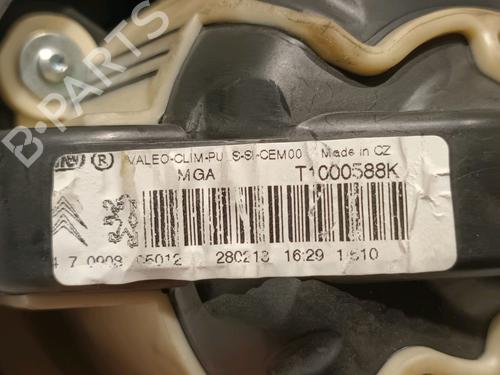 B-PARTS
VALEO-CLIM-PU S-SI-CEM00 Made in CZ
MGA T1000588K
280213 16:29